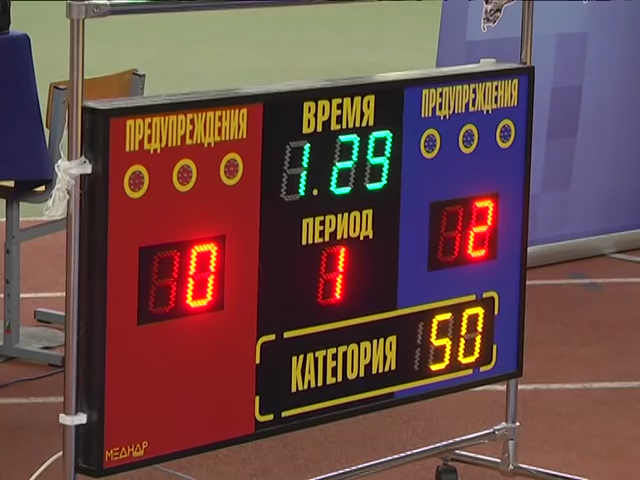 ПРЕДУПРЕЖДЕНИЯ
ВРЕМЯ
ПРЕДУПРЕЖДЕНИЯ
1.29
ПЕРИОД
0
1
2
КАТЕГОРИЯ 50
МЕДНАР